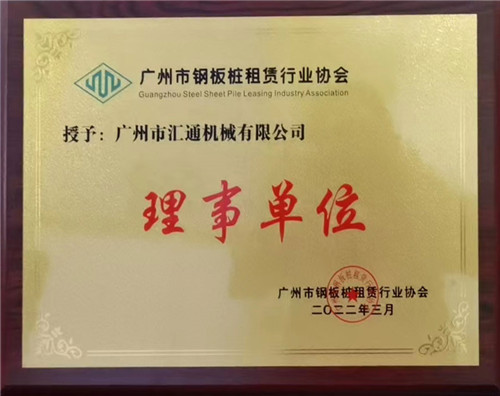 广州市钢板桩租赁行业协会
Guangzhou Steel Sheet Pile Leasing Industry Association
授予：广州市汇通机械有限公司
理事单位
广州市钢板桩租赁行业协会
二〇二二年三月